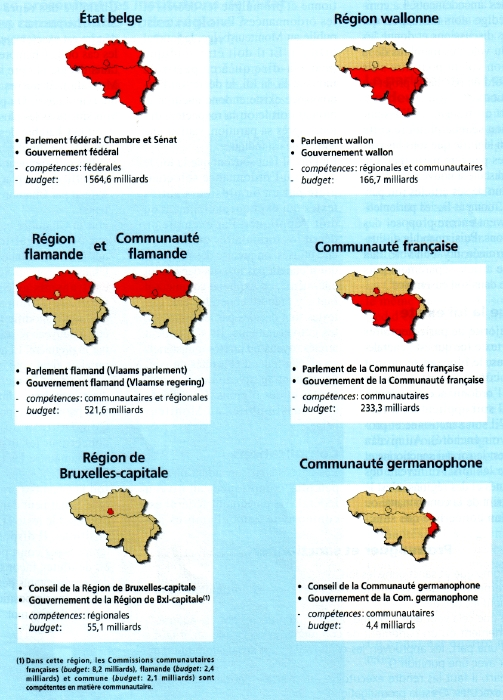 État belge
• Parlement fédéral: Chambre et Sénat
• Gouvernement fédéral
- compétences: fédérales
- budget: 1564,6 milliards
Région wallonne
• Parlement wallon
• Gouvernement wallon
- compétences: régionales et communautaires
- budget: 166,7 milliards
Région flamande et Communauté flamande
• Parlement flamand (Vlaams parlement)
• Gouvernement flamand (Vlaamse regering)
- compétences: communautaires et régionales
- budget: 521,6 milliards
Communauté française
• Parlement de la Communauté française
• Gouvernement de la Communauté française
- compétences: communautaires
- budget: 233,3 milliards
Région de
Bruxelles-capitale
• Conseil de la Région de Bruxelles-capitale
• Gouvernement de la Région de Bxl-capitale(1)
- compétences: régionales
- budget: 55,1 milliards
Communauté germanophone
• Conseil de la Communauté germanophone
• Gouvernement de la Com. germanophone
- compétences: communautaires
- budget: 4,4 milliards
(1) Dans cette région, les Commissions communautaires
françaises (budget: 8,2 milliards), flamande (budget: 2,4
milliards) et commune (budget: 2,1 milliards) sont
compétentes en matière communautaire.